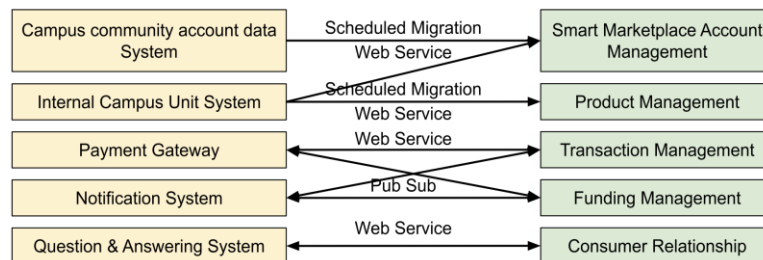 Campus community account data
System
Scheduled Migration
Web Service
Smart Marketplace Account
Management
Internal Campus Unit System
Scheduled Migration
Web Service
Product Management
Payment Gateway
Web Service
Transaction Management
Notification System
Pub Sub
Funding Management
Question & Answering System
Web Service
Consumer Relationship